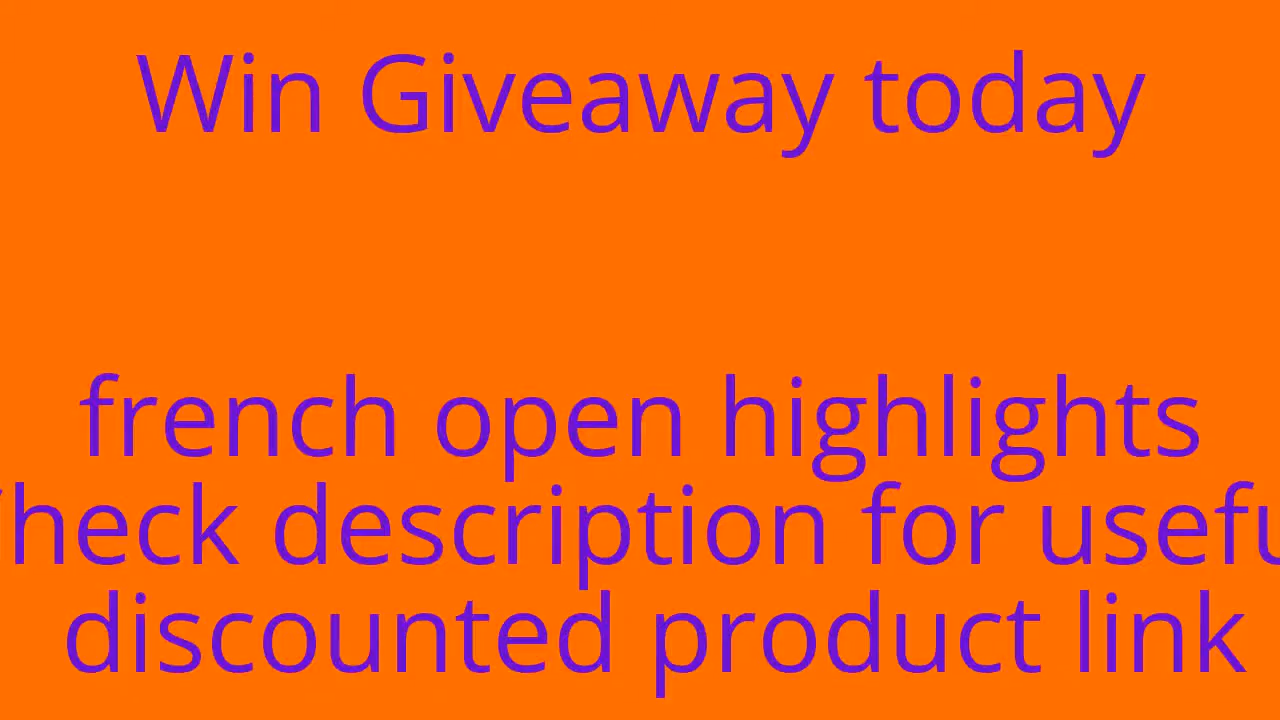 Win Giveaway today
french open highlights
heck description for usefu
discounted product link